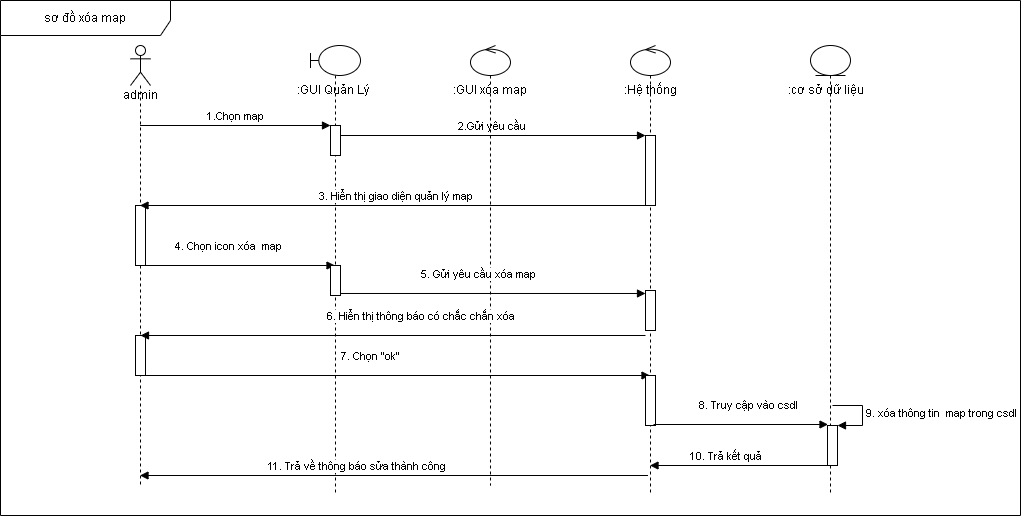 sơ đồ xóa map
admin
:GUI Quản Lý
:GUI xóa map
:Hệ thống
:cơ sở dữ liệu
1.Chọn map
2.Gửi yêu cầu
3. Hiển thị giao diện quản lý map
4. Chọn icon xóa map
5. Gửi yêu cầu xóa map
6. Hiển thị thông báo có chắc chắn xóa
7. Chọn "ok"
8. Truy cập vào csdl
9. xóa thông tin map trong csdl
10. Trả kết quả
11. Trả về thông báo sửa thành công